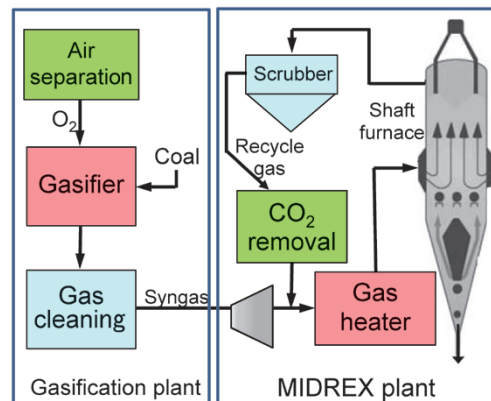 Air
separation
O₂
Coal
Gasifier
Gas
cleaning
Syngas
Gasification plant
Scrubber
Shaft
furnace
Recycle
gas
CO₂
removal
Gas
heater
MIDREX plant